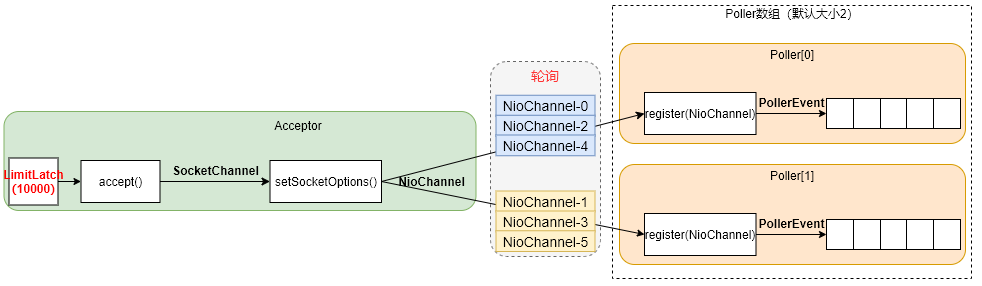 Acceptor
LimitLatch
(10000)
accept()
SocketChannel
setSocketOptions()
NioChannel
轮询
NioChannel-0
NioChannel-2
NioChannel-4
NioChannel-1
NioChannel-3
NioChannel-5
Poller数组（默认大小2）
Poller[0]
register(NioChannel)
PollerEvent
Poller[1]
register(NioChannel)
PollerEvent